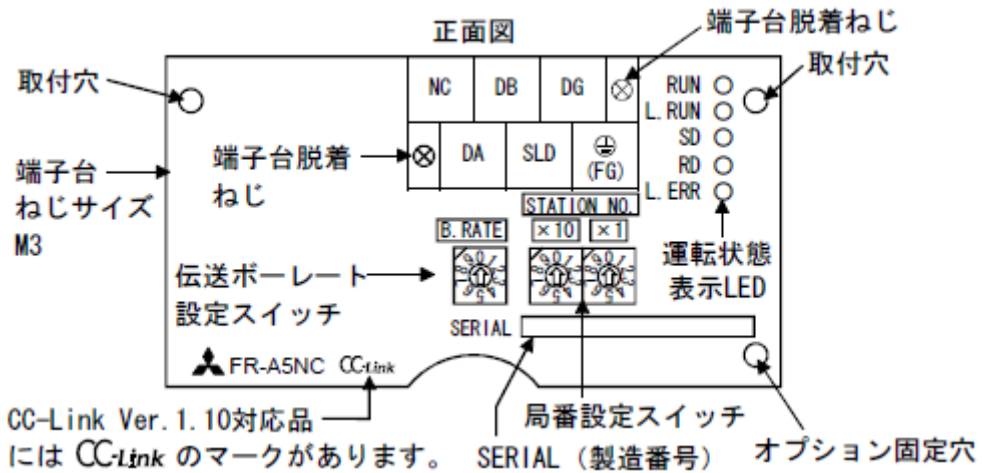 正面図
端子台脱着ねじ
取付穴
取付穴
NC DB DG
RUN
L.RUN
SD
RD
L.ERR
DA SLD (FG)
端子台脱着
ねじ
端子台
ねじサイズ
M3
STATION NO.
B.RATE ×10 ×1
運転状態
表示LED
伝送ボーレート
設定スイッチ
SERIAL
FR-A5NC CC-Link
CC-Link Ver.1.10対応品
には CC-Link のマークがあります。
局番設定スイッチ
SERIAL（製造番号）
オプション固定穴